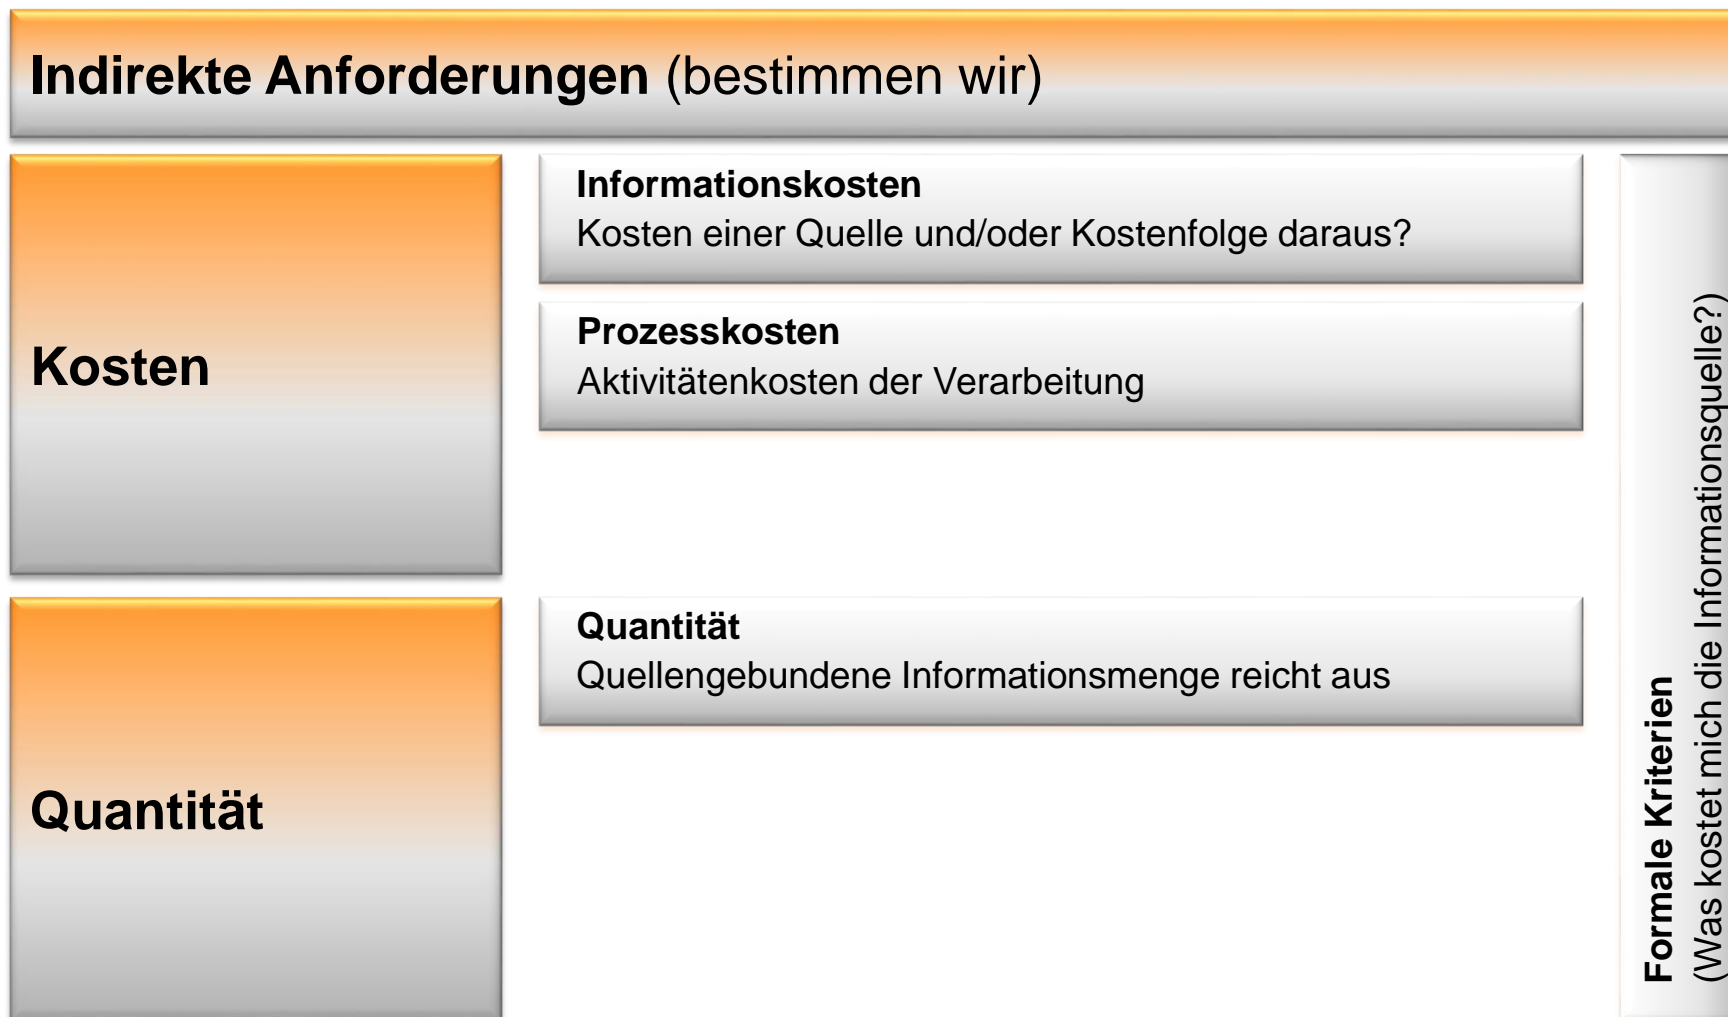 Indirekte Anforderungen (bestimmen wir)
Kosten
Informationskosten
Kosten einer Quelle und/oder Kostenfolge daraus?
Prozesskosten
Aktivitätenkosten der Verarbeitung
Quantität
Quantität
Quellengebundene Informationsmenge reicht aus
Formale Kriterien
(Was kostet mich die Informationsquelle?)